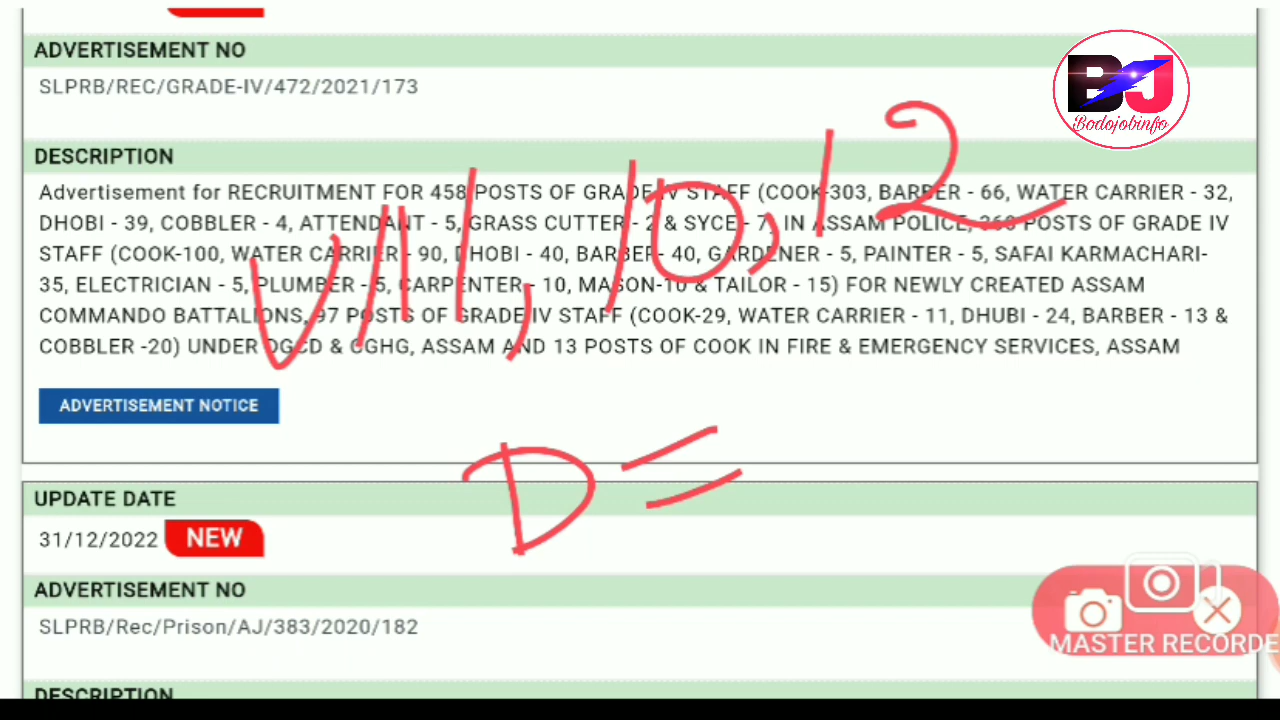 ADVERTISEMENT NO
SLPRB/REC/GRADE-IV/472/2021/173
BJ
Bodojobinfo
DESCRIPTION
Advertisement for RECRUITMENT FOR 458 POSTS OF GRADE IV STAFF (COOK-303, BARBER - 66, WATER CARRIER - 32,
DHOBI - 39, COBBLER - 4, ATTENDANT - 5, GRASS CUTTER - 2 & SYCE - 7) IN ASSAM POLICE, 360 POSTS OF GRADE IV
STAFF (COOK-100, WATER CARRIER - 90, DHOBI - 40, BARBER - 40, GARDENER - 5, PAINTER - 5, SAFAI KARMACHARI-
35, ELECTRICIAN - 5, PLUMBER - 5, CARPENTER - 10, MASON-10 & TAILOR - 15) FOR NEWLY CREATED ASSAM
COMMANDO BATTALIONS, 97 POSTS OF GRADE IV STAFF (COOK-29, WATER CARRIER - 11, DHUBI - 24, BARBER - 13 &
COBBLER -20) UNDER DGCD & CGHG, ASSAM AND 13 POSTS OF COOK IN FIRE & EMERGENCY SERVICES, ASSAM
VIII, 10, 12
ADVERTISEMENT NOTICE
D=
UPDATE DATE
31/12/2022 NEW
ADVERTISEMENT NO
SLPRB/Rec/Prison/AJ/383/2020/182
MASTER RECORDE
DESCRIPTION